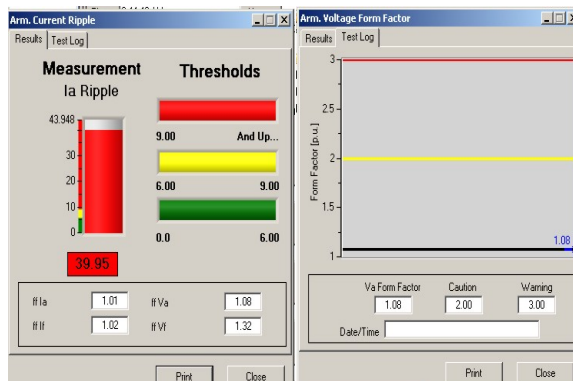 Arm. Current Ripple
Results Test Log
Measurement
Ia Ripple
Thresholds
43.948
30
20
10
0
39.95
9.00 And Up...
6.00 9.00
0.0 6.00
ff Ia 1.01 ff Va 1.08
ff If 1.02 ff Vf 1.32
Print Close
Arm. Voltage Form Factor
Results Test Log
Form Factor [p.u.]
3
2.5
2
1.5
1
1.08
Va Form Factor Caution Warning
1.08 2.00 3.00
Date/Time
Print Close